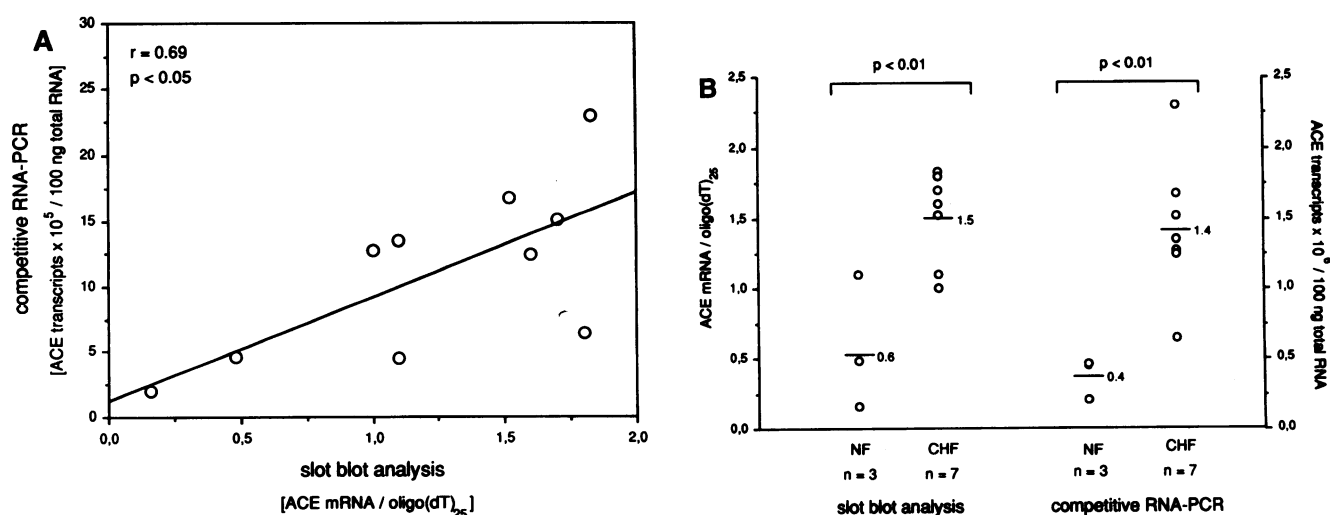 A
r = 0.69
p < 0.05
30
25
20
15
10
5
0
competitive RNA-PCR
[ACE transcripts x 10^5 / 100 ng total RNA]
0,0
0,5
1,0
1,5
2,0
slot blot analysis
[ACE mRNA / oligo(dT)25]
B
p < 0.01
p < 0.01
2,5
2,0
1,5
1,0
0,5
0,0
ACE mRNA / oligo(dT)25
0.6
1.5
0.4
1.4
2,5
2,0
1,5
1,0
0,5
0,0
ACE transcripts x 10^6 / 100 ng total RNA
NF
CHF
NF
CHF
n = 3
n = 7
n = 3
n = 7
slot blot analysis
competitive RNA-PCR